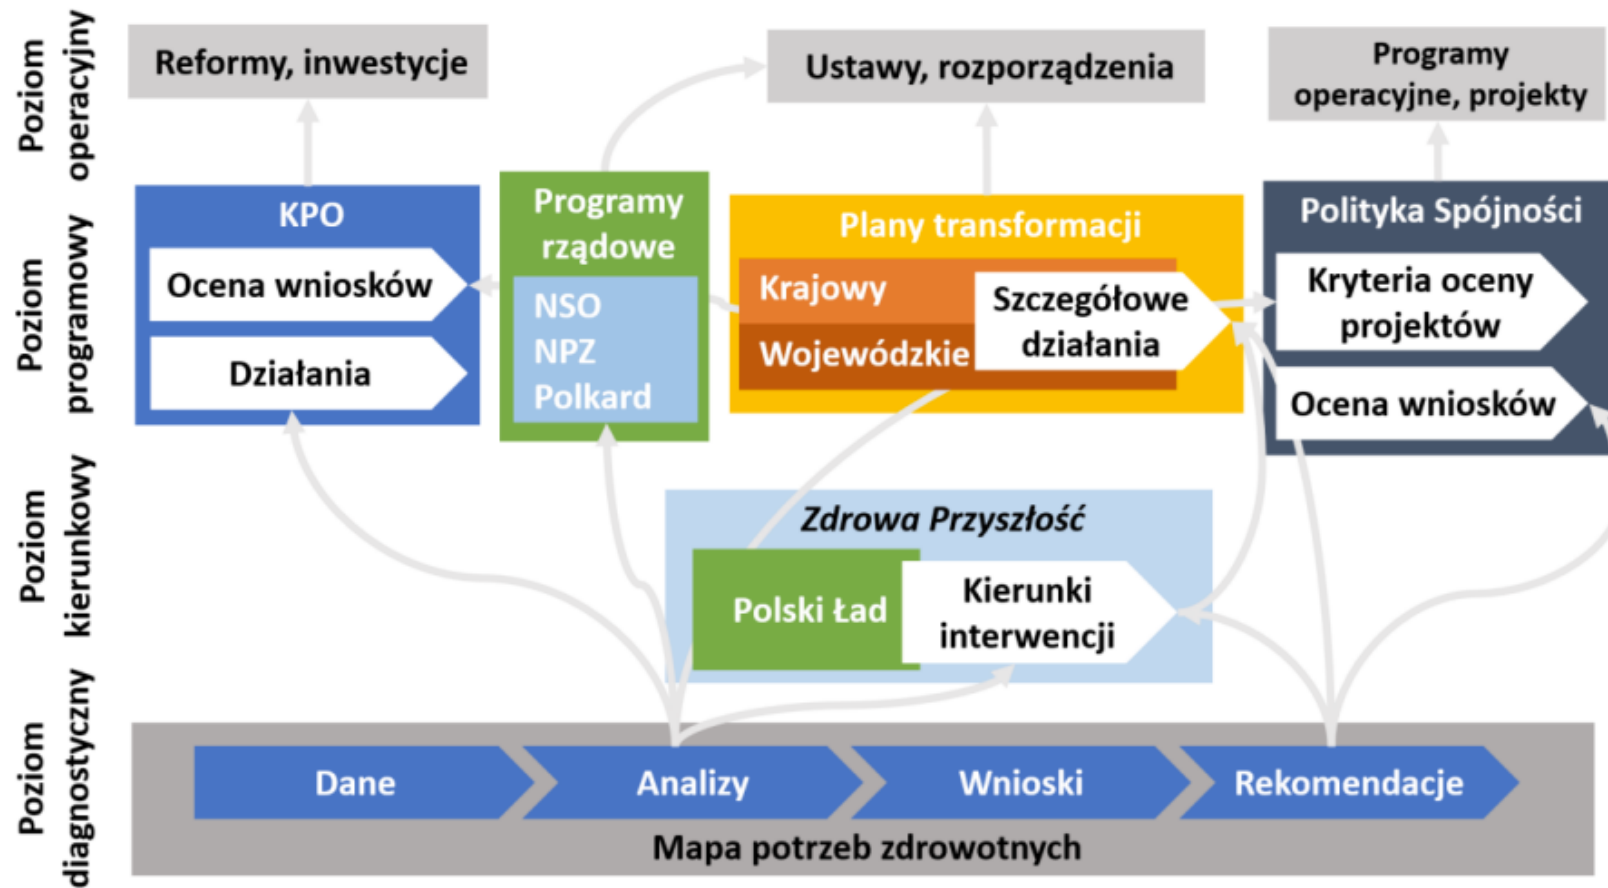 Poziom
operacyjny
Reformy, inwestycje
Ustawy, rozporządzenia
Programy
operacyjne, projekty
Poziom
programowy
KPO
Ocena wniosków
Działania
Programy
rządowe
NSO
NPZ
Polkard
Plany transformacji
Krajowy
Wojewódzkie
Szczegółowe
działania
Polityka Spójności
Kryteria oceny
projektów
Ocena wniosków
Poziom
kierunkowy
Zdrowa Przyszłość
Polski Ład
Kierunki
interwencji
Poziom
diagnostyczny
Dane
Analizy
Wnioski
Rekomendacje
Mapa potrzeb zdrowotnych